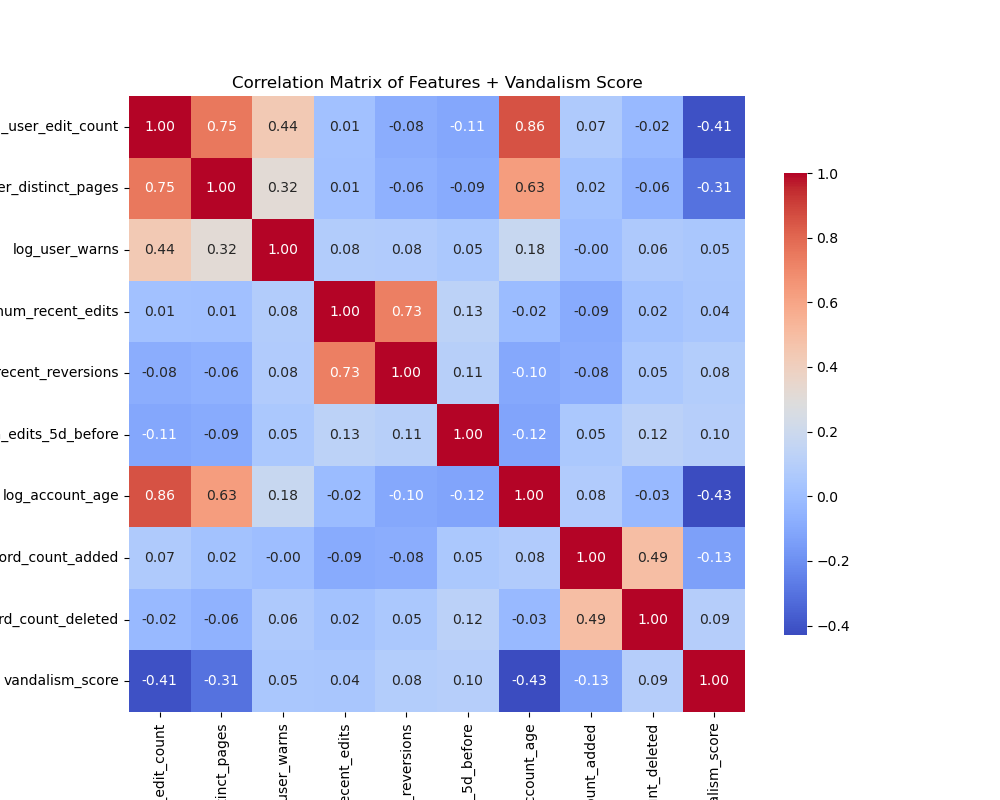 Correlation Matrix of Features + Vandalism Score
_user_edit_count 1.00 0.75 0.44 0.01 -0.08 -0.11 0.86 0.07 -0.02 -0.41
er_distinct_pages 0.75 1.00 0.32 0.01 -0.06 -0.09 0.63 0.02 -0.06 -0.31
log_user_warns 0.44 0.32 1.00 0.08 0.08 0.05 0.18 -0.00 0.06 0.05
num_recent_edits 0.01 0.01 0.08 1.00 0.73 0.13 -0.02 -0.09 0.02 0.04
recent_reversions -0.08 -0.06 0.08 0.73 1.00 0.11 -0.10 -0.08 0.05 0.08
_edits_5d_before -0.11 -0.09 0.05 0.13 0.11 1.00 -0.12 0.05 0.12 0.10
log_account_age 0.86 0.63 0.18 -0.02 -0.10 -0.12 1.00 0.08 -0.03 -0.43
ord_count_added 0.07 0.02 -0.00 -0.09 -0.08 0.05 0.08 1.00 0.49 -0.13
rd_count_deleted -0.02 -0.06 0.06 0.02 0.05 0.12 -0.03 0.49 1.00 0.09
vandalism_score -0.41 -0.31 0.05 0.04 0.08 0.10 -0.43 -0.13 0.09 1.00
_edit_count
inct_pages
user_warns
ecent_edits
_reversions
_5d_before
ccount_age
ount_added
nt_deleted
alism_score
1.0
0.8
0.6
0.4
0.2
0.0
−0.2
−0.4